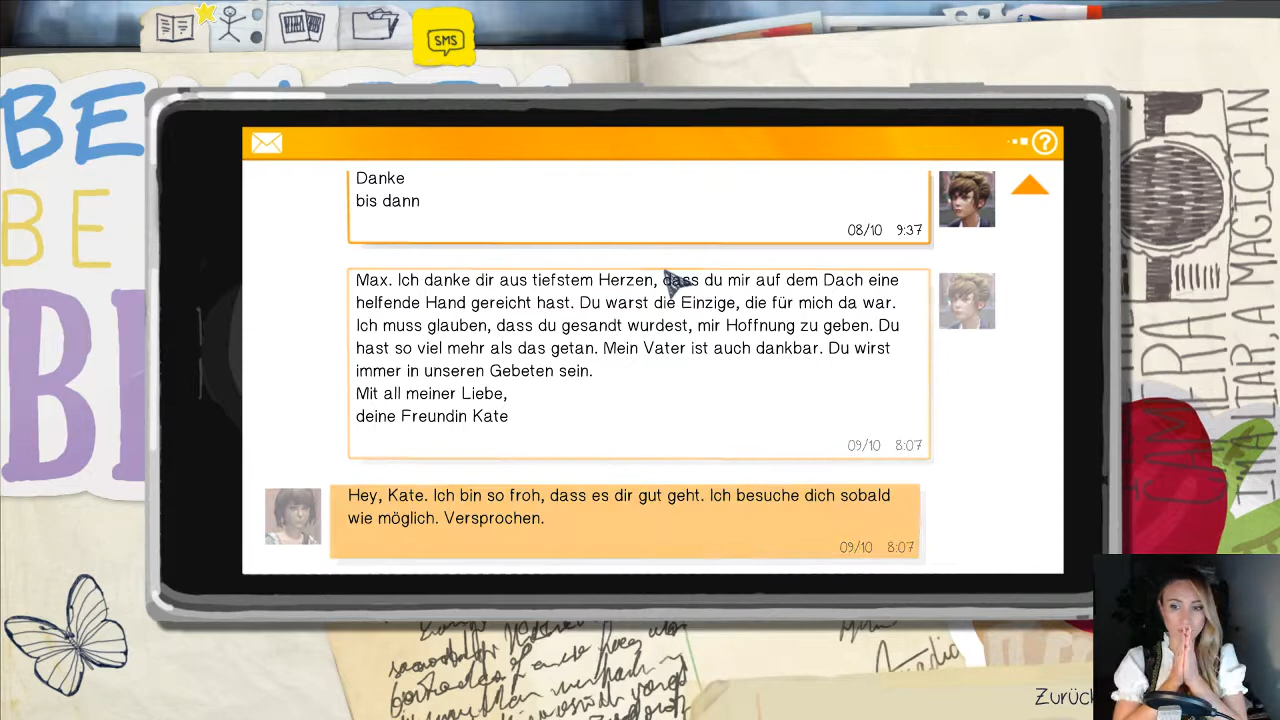 SMS
BE
BE
Danke
bis dann
08/10 9:37
Max. Ich danke dir aus tiefstem Herzen, dass du mir auf dem Dach eine
helfende Hand gereicht hast. Du warst die Einzige, die für mich da war.
Ich muss glauben, dass du gesandt wurdest, mir Hoffnung zu geben. Du
hast so viel mehr als das getan. Mein Vater ist auch dankbar. Du wirst
immer in unseren Gebeten sein.
Mit all meiner Liebe,
deine Freundin Kate
09/10 8:07
Hey, Kate. Ich bin so froh, dass es dir gut geht. Ich besuche dich sobald
wie möglich. Versprochen.
09/10 8:07
CAMERA
LIAR, A MAGICIAN
Zurück